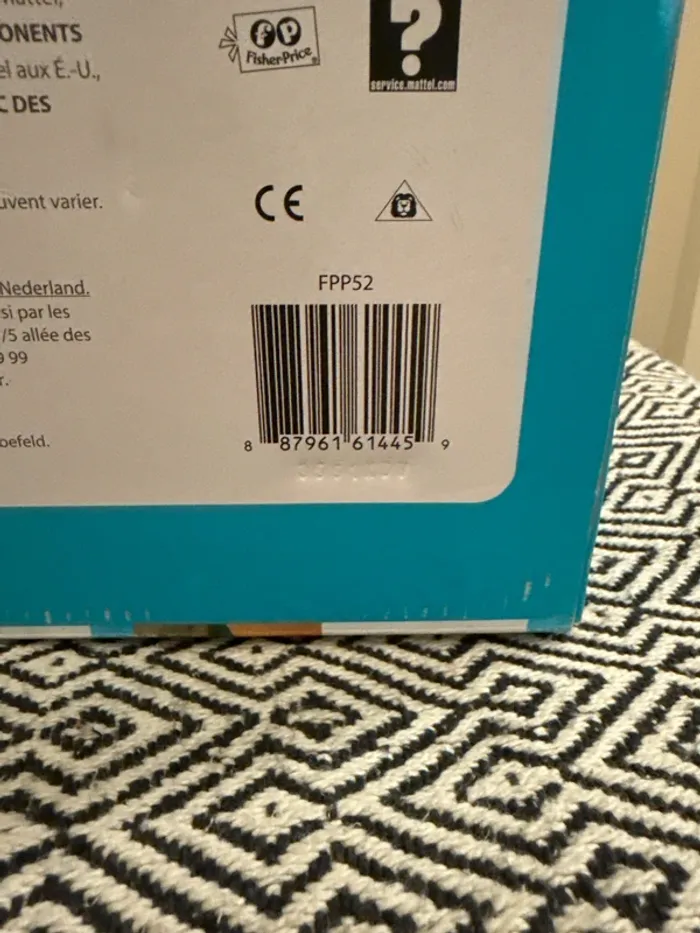 ONENTS
el aux É.-U.,
C DES
fp
Fisher-Price
?
service.mattel.com
uvent varier.
CE
Nederland.
si par les
/5 allée des
9 99
r.
oefeld.
FPP52
8 87961 61445 9